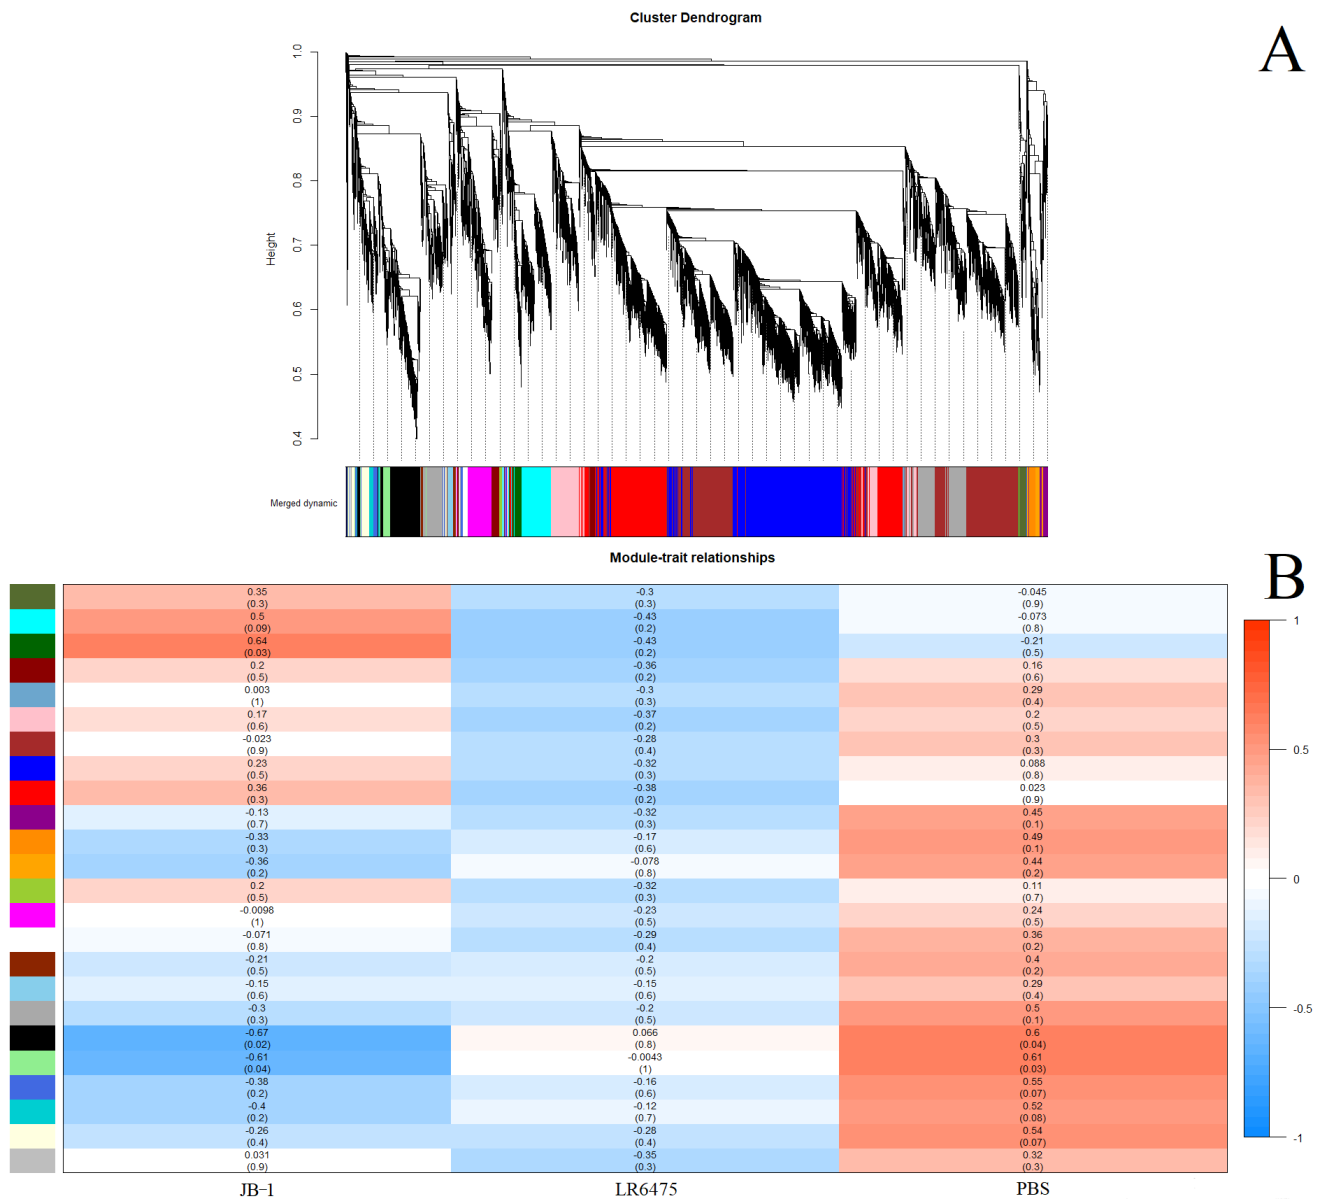 Cluster Dendrogram
A
1.0
0.9
0.8
0.7
0.6
0.5
0.4
Height
Merged dynamic
Module-trait relationships
B
0.35 -0.3 -0.045
(0.3) (0.3) (0.9)
0.5 -0.43 -0.073
(0.09) (0.2) (0.8)
0.64 -0.43 -0.21
(0.03) (0.2) (0.5)
0.2 -0.36 0.16
(0.5) (0.2) (0.6)
0.003 -0.3 0.29
(1) (0.3) (0.4)
0.17 -0.37 0.2
(0.6) (0.2) (0.5)
-0.023 -0.28 0.3
(0.9) (0.4) (0.3)
0.23 -0.32 0.088
(0.5) (0.3) (0.8)
0.36 -0.38 0.023
(0.3) (0.2) (0.9)
-0.13 -0.32 0.45
(0.7) (0.3) (0.1)
-0.33 -0.17 0.49
(0.3) (0.6) (0.1)
-0.36 -0.078 0.44
(0.2) (0.8) (0.2)
0.2 -0.32 0.11
(0.5) (0.3) (0.7)
-0.0098 -0.23 0.24
(1) (0.5) (0.5)
-0.071 -0.29 0.36
(0.8) (0.4) (0.2)
-0.21 -0.2 0.4
(0.5) (0.5) (0.2)
-0.15 -0.15 0.29
(0.6) (0.6) (0.4)
-0.3 -0.2 0.5
(0.3) (0.5) (0.1)
-0.67 0.066 0.6
(0.02) (0.8) (0.04)
-0.61 -0.0043 0.61
(0.04) (1) (0.03)
-0.38 -0.16 0.55
(0.2) (0.6) (0.07)
-0.4 -0.12 0.52
(0.2) (0.7) (0.08)
-0.26 -0.28 0.54
(0.4) (0.4) (0.07)
0.031 -0.35 0.32
(0.9) (0.3) (0.3)
1
0.5
0
-0.5
-1
JB-1 LR6475 PBS